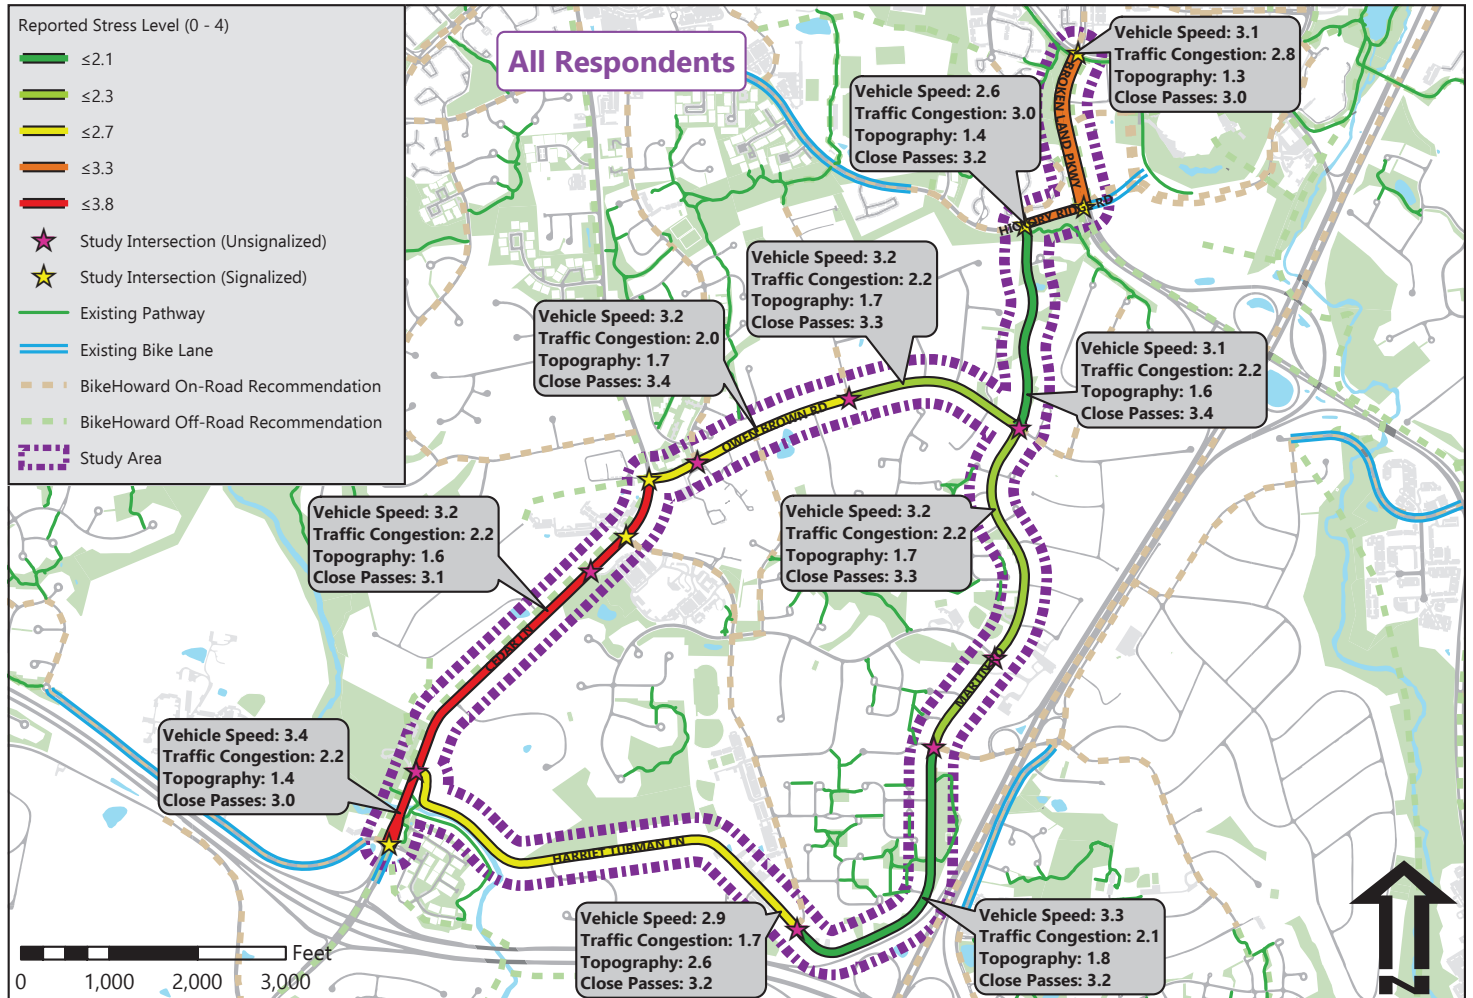 Reported Stress Level (0 - 4)
≤2.1
≤2.3
≤2.7
≤3.3
≤3.8
Study Intersection (Unsignalized)
Study Intersection (Signalized)
Existing Pathway
Existing Bike Lane
BikeHoward On-Road Recommendation
BikeHoward Off-Road Recommendation
Study Area
All Respondents
Vehicle Speed: 3.1
Traffic Congestion: 2.8
Topography: 1.3
Close Passes: 3.0
Vehicle Speed: 2.6
Traffic Congestion: 3.0
Topography: 1.4
Close Passes: 3.2
BROKEN LAND PKWY
HICKORY RIDGE RD
Vehicle Speed: 3.2
Traffic Congestion: 2.2
Topography: 1.7
Close Passes: 3.3
Vehicle Speed: 3.2
Traffic Congestion: 2.0
Topography: 1.7
Close Passes: 3.4
Vehicle Speed: 3.1
Traffic Congestion: 2.2
Topography: 1.6
Close Passes: 3.4
OWEN BROWN RD
Vehicle Speed: 3.2
Traffic Congestion: 2.2
Topography: 1.6
Close Passes: 3.1
Vehicle Speed: 3.2
Traffic Congestion: 2.2
Topography: 1.7
Close Passes: 3.3
CEDAR LN
MARTIN RD
Vehicle Speed: 3.4
Traffic Congestion: 2.2
Topography: 1.4
Close Passes: 3.0
HARRIET TUBMAN LN
Vehicle Speed: 2.9
Traffic Congestion: 1.7
Topography: 2.6
Close Passes: 3.2
Vehicle Speed: 3.3
Traffic Congestion: 2.1
Topography: 1.8
Close Passes: 3.2
Feet
0 1,000 2,000 3,000
N